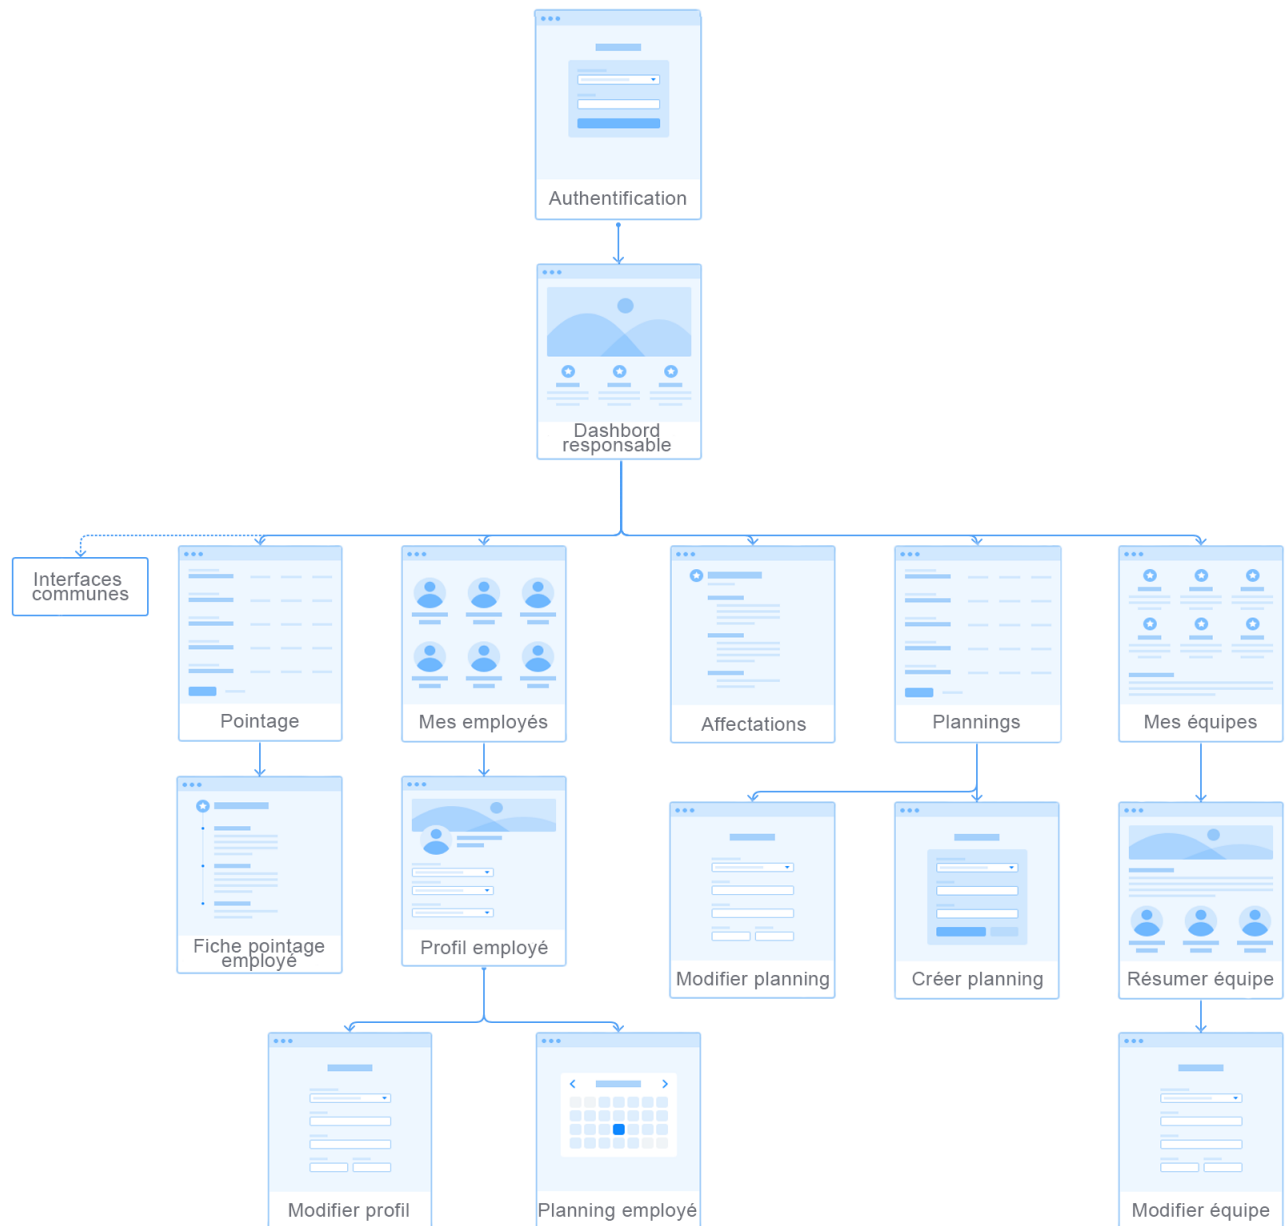 Authentification
Dashbord
responsable
Interfaces
communes
Pointage
Mes employés
Affectations
Plannings
Mes équipes
Fiche pointage
employé
Profil employé
Modifier planning
Créer planning
Résumer équipe
Modifier profil
Planning employé
Modifier équipe